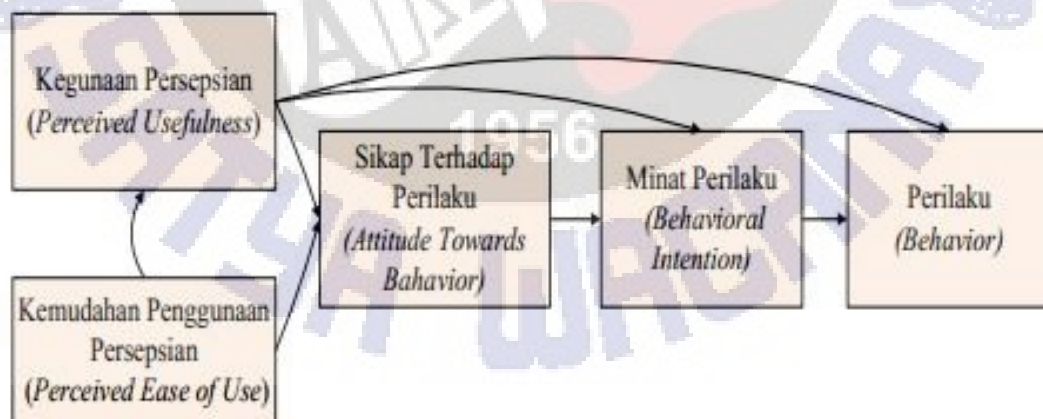 Kegunaan Persepsian
(Perceived Usefulness)
Kemudahan Penggunaan
Persepsian
(Perceived Ease of Use)
Sikap Terhadap
Perilaku
(Attitude Towards
Bahavior)
Minat Perilaku
(Behavioral
Intention)
Perilaku
(Behavior)
1956
WACANA